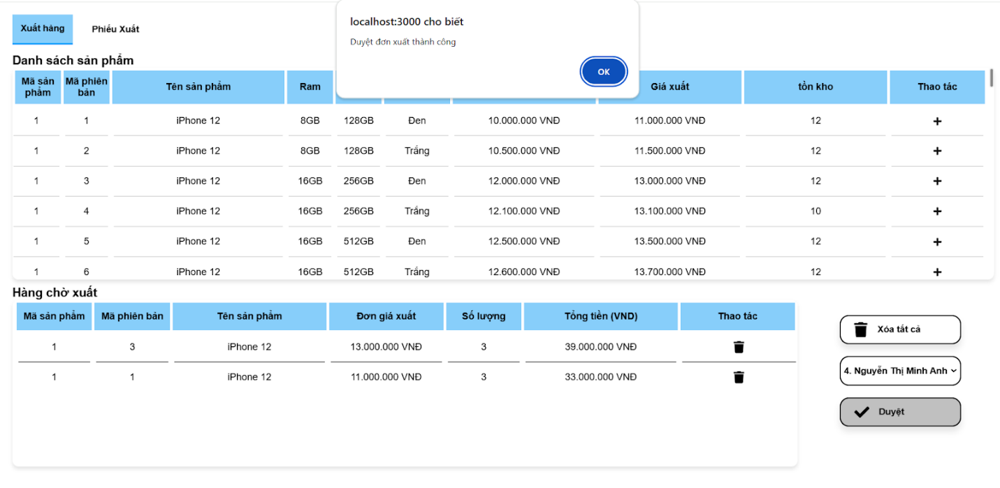 localhost:3000 cho biết
Duyệt đơn xuất thành công
OK
Xuất hàng Phiếu Xuất
Danh sách sản phẩm
Mã sản phẩm Mã phiên bản Tên sản phẩm Ram Giá xuất tồn kho Thao tác
1 1 iPhone 12 8GB 128GB Đen 10.000.000 VNĐ 11.000.000 VNĐ 12 +
1 2 iPhone 12 8GB 128GB Trắng 10.500.000 VNĐ 11.500.000 VNĐ 12 +
1 3 iPhone 12 16GB 256GB Đen 12.000.000 VNĐ 13.000.000 VNĐ 12 +
1 4 iPhone 12 16GB 256GB Trắng 12.100.000 VNĐ 13.100.000 VNĐ 10 +
1 5 iPhone 12 16GB 512GB Đen 12.500.000 VNĐ 13.500.000 VNĐ 12 +
1 6 iPhone 12 16GB 512GB Trắng 12.600.000 VNĐ 13.700.000 VNĐ 12 +
Hàng chờ xuất
Mã sản phẩm Mã phiên bản Tên sản phẩm Đơn giá xuất Số lượng Tổng tiền (VND) Thao tác
1 3 iPhone 12 13.000.000 VNĐ 3 39.000.000 VNĐ
1 1 iPhone 12 11.000.000 VNĐ 3 33.000.000 VNĐ
Xóa tất cả
4. Nguyễn Thị Minh Anh
Duyệt